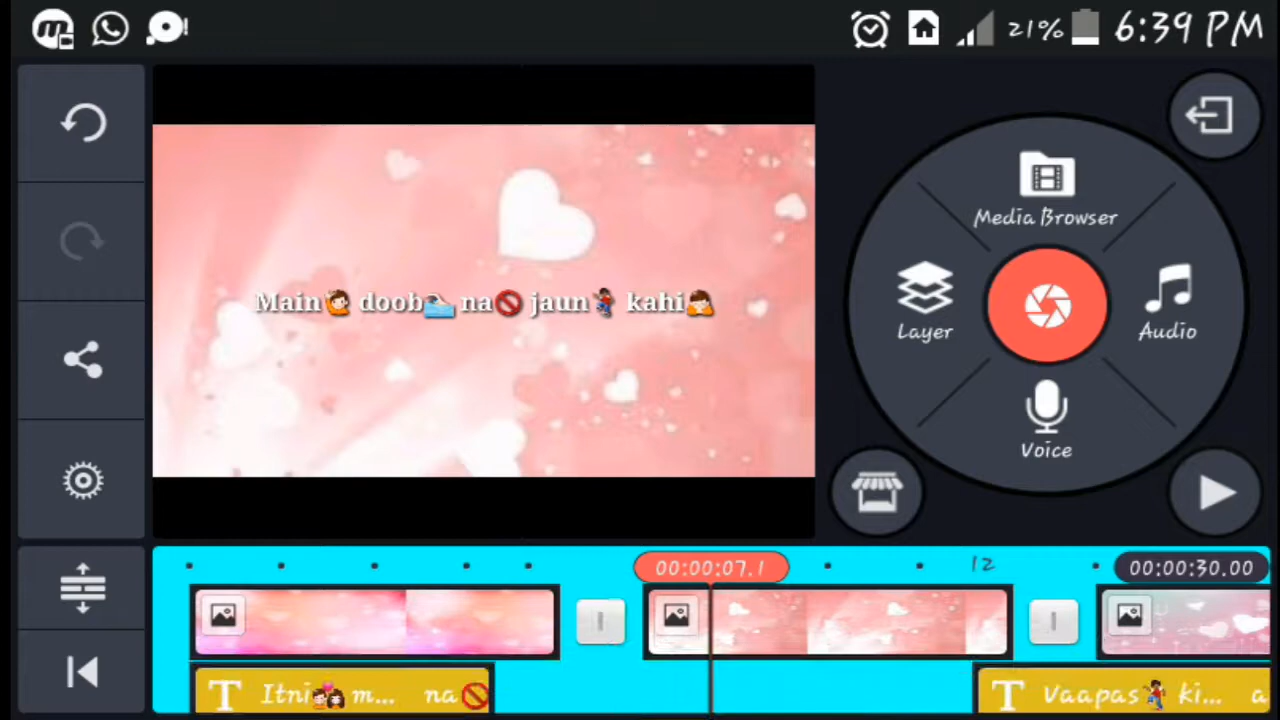 21% 6:39 PM
Media Browser
Main🙋 doob🏊 na🚫 jaun🏃 kahi🙇
Layer
Audio
Voice
00:00:07.1
12
00:00:30.00
T Itni💑 m... na🚫
T Vaapas🏃 ki... a